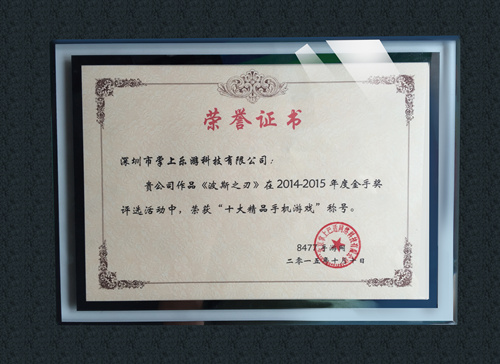 荣誉证书
深圳市掌上乐游科技有限公司：
贵公司作品《波斯之刃》在2014-2015年度金手奖
评选活动中，荣获“十大精品手机游戏”称号。
8477手游网
二零一五年十月十日